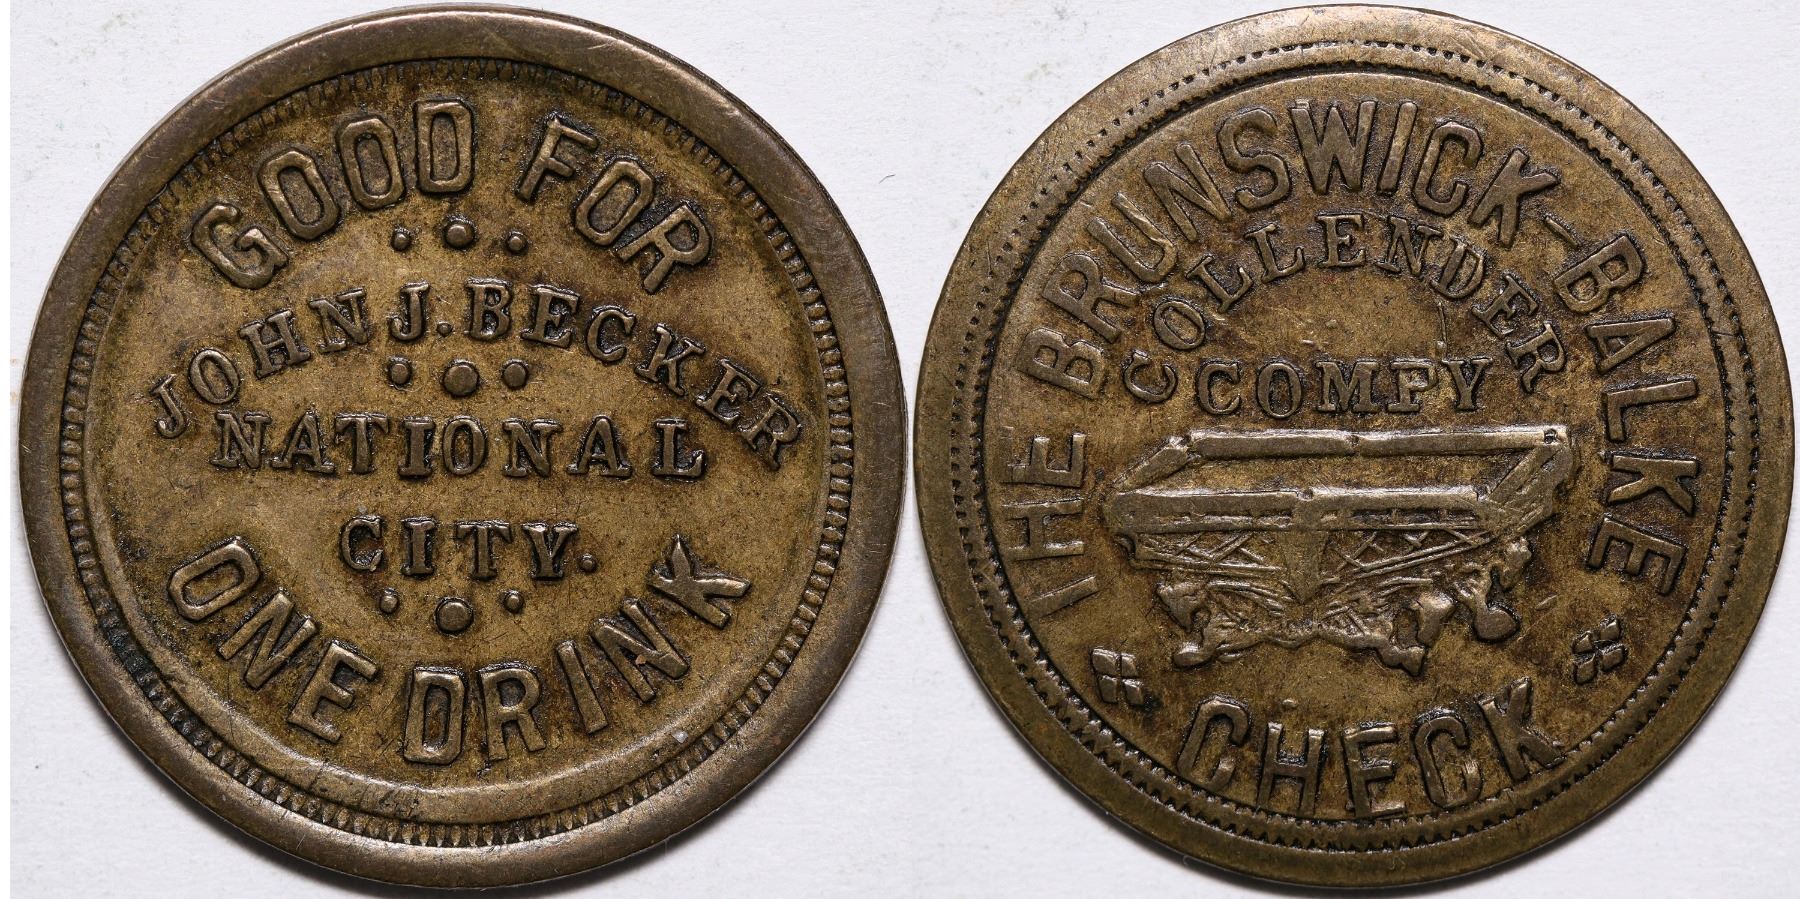 GOOD FOR
JOHN J. BECKER
NATIONAL
CITY.
ONE DRINK
THE BRUNSWICK-BALKE
COLLENDER
COMPY
CHECK